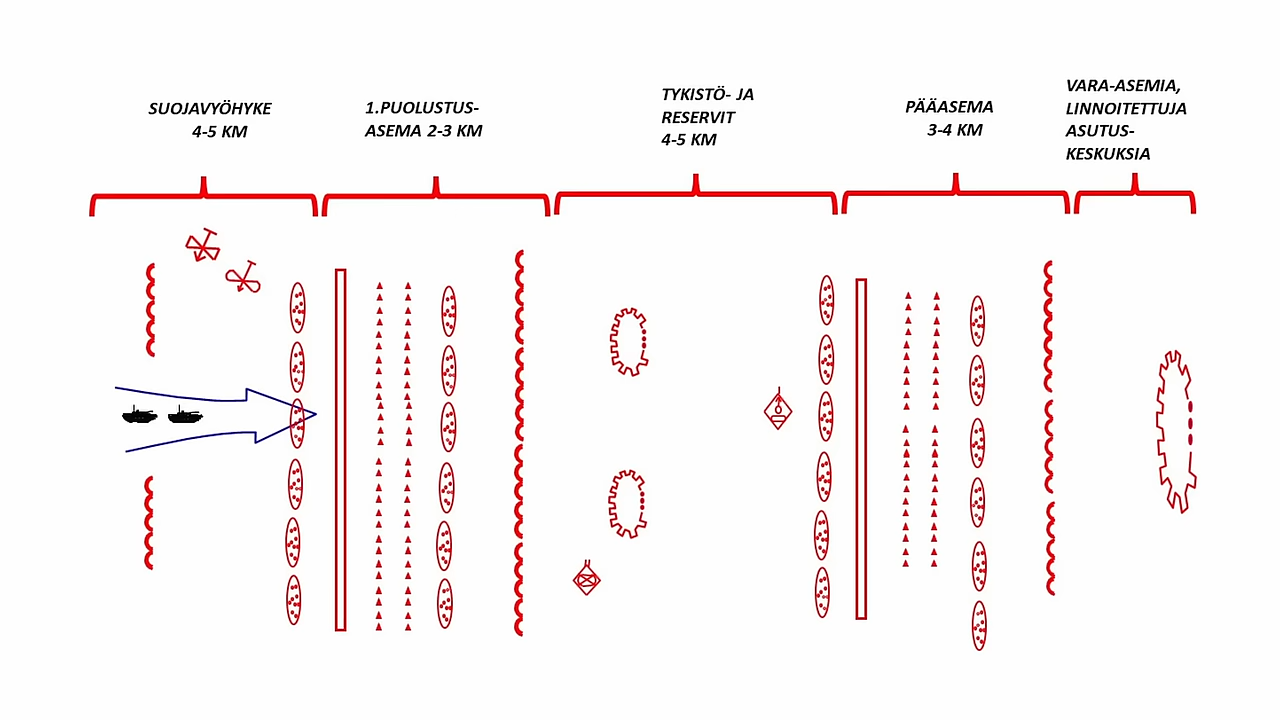 SUOJAVYÖHYKE
4-5 KM
1.PUOLUSTUS-
ASEMA 2-3 KM
TYKISTÖ- JA
RESERVIT
4-5 KM
PÄÄASEMA
3-4 KM
VARA-ASEMIA,
LINNOITETTUJA
ASUTUS-
KESKUKSIA